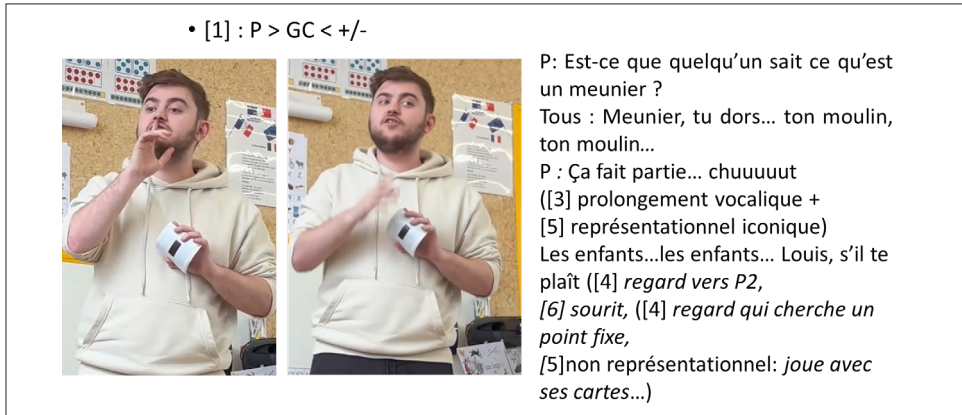 • [1] : P > GC < +/-
P: Est-ce que quelqu’un sait ce qu’est
un meunier ?
Tous : Meunier, tu dors… ton moulin,
ton moulin…
P : Ça fait partie… chuuuuut
([3] prolongement vocalique +
[5] représentationnel iconique)
Les enfants…les enfants… Louis, s’il te
plaît ([4] regard vers P2,
[6] sourit, ([4] regard qui cherche un
point fixe,
[5]non représentationnel: joue avec
ses cartes…)